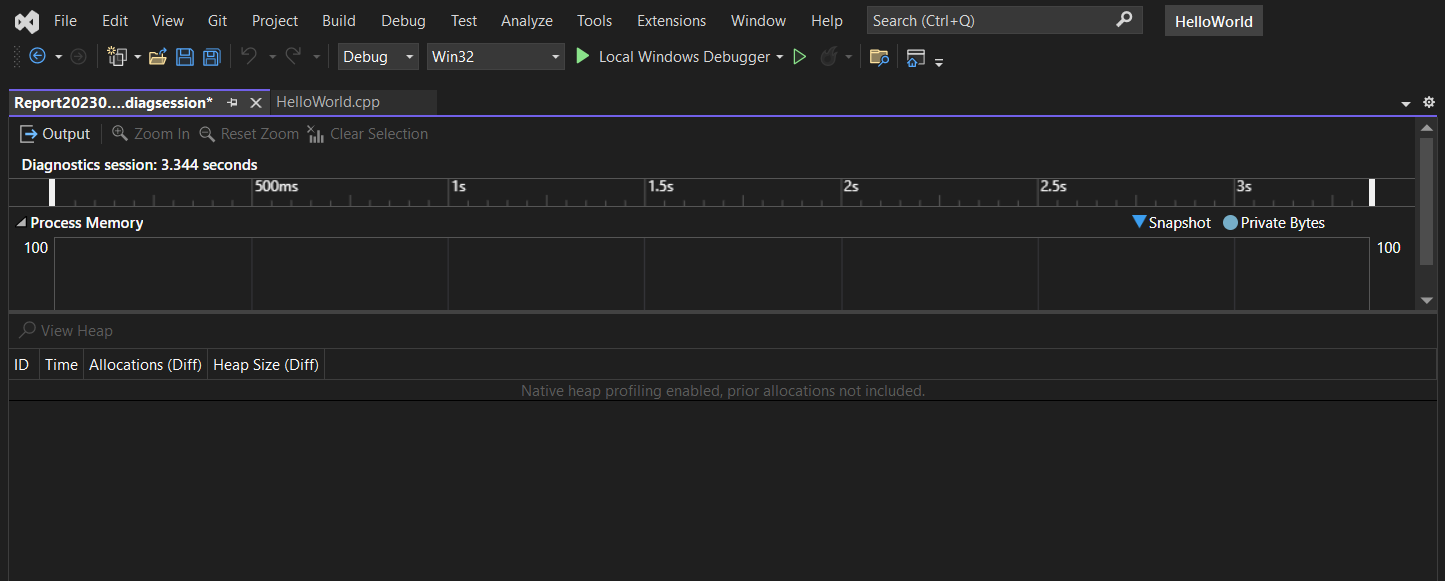 File Edit View Git Project Build Debug Test Analyze Tools Extensions Window Help Search (Ctrl+Q) HelloWorld
Debug Win32 Local Windows Debugger
Report20230....diagsession* HelloWorld.cpp
Output Zoom In Reset Zoom Clear Selection
Diagnostics session: 3.344 seconds
500ms 1s 1.5s 2s 2.5s 3s
Process Memory Snapshot Private Bytes
100 100
View Heap
ID Time Allocations (Diff) Heap Size (Diff)
Native heap profiling enabled, prior allocations not included.